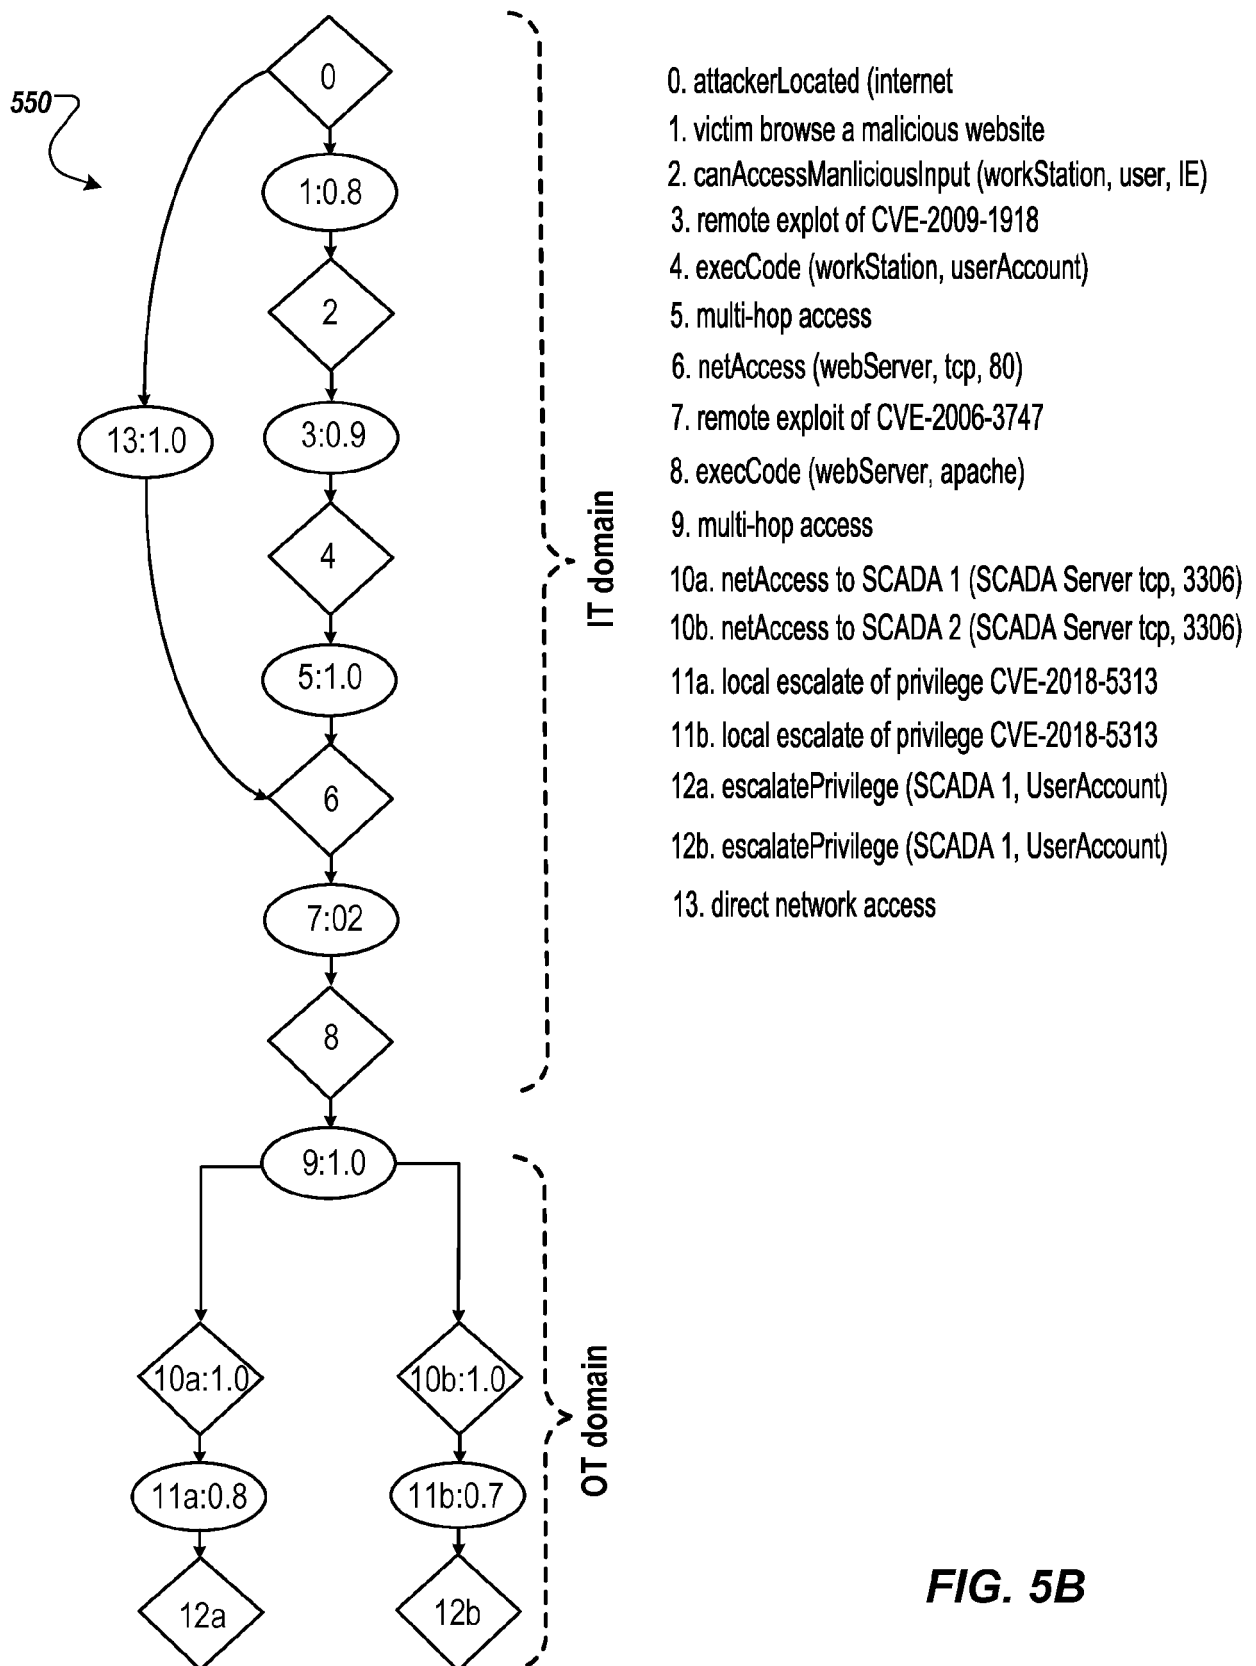 550
0
1:0.8
2
13:1.0
3:0.9
4
5:1.0
6
7:02
8
9:1.0
10a:1.0
10b:1.0
11a:0.8
11b:0.7
12a
12b
IT domain
OT domain
0. attackerLocated (internet
1. victim browse a malicious website
2. canAccessManliciousInput (workStation, user, IE)
3. remote explot of CVE-2009-1918
4. execCode (workStation, userAccount)
5. multi-hop access
6. netAccess (webServer, tcp, 80)
7. remote exploit of CVE-2006-3747
8. execCode (webServer, apache)
9. multi-hop access
10a. netAccess to SCADA 1 (SCADA Server tcp, 3306)
10b. netAccess to SCADA 2 (SCADA Server tcp, 3306)
11a. local escalate of privilege CVE-2018-5313
11b. local escalate of privilege CVE-2018-5313
12a. escalatePrivilege (SCADA 1, UserAccount)
12b. escalatePrivilege (SCADA 1, UserAccount)
13. direct network access
FIG. 5B